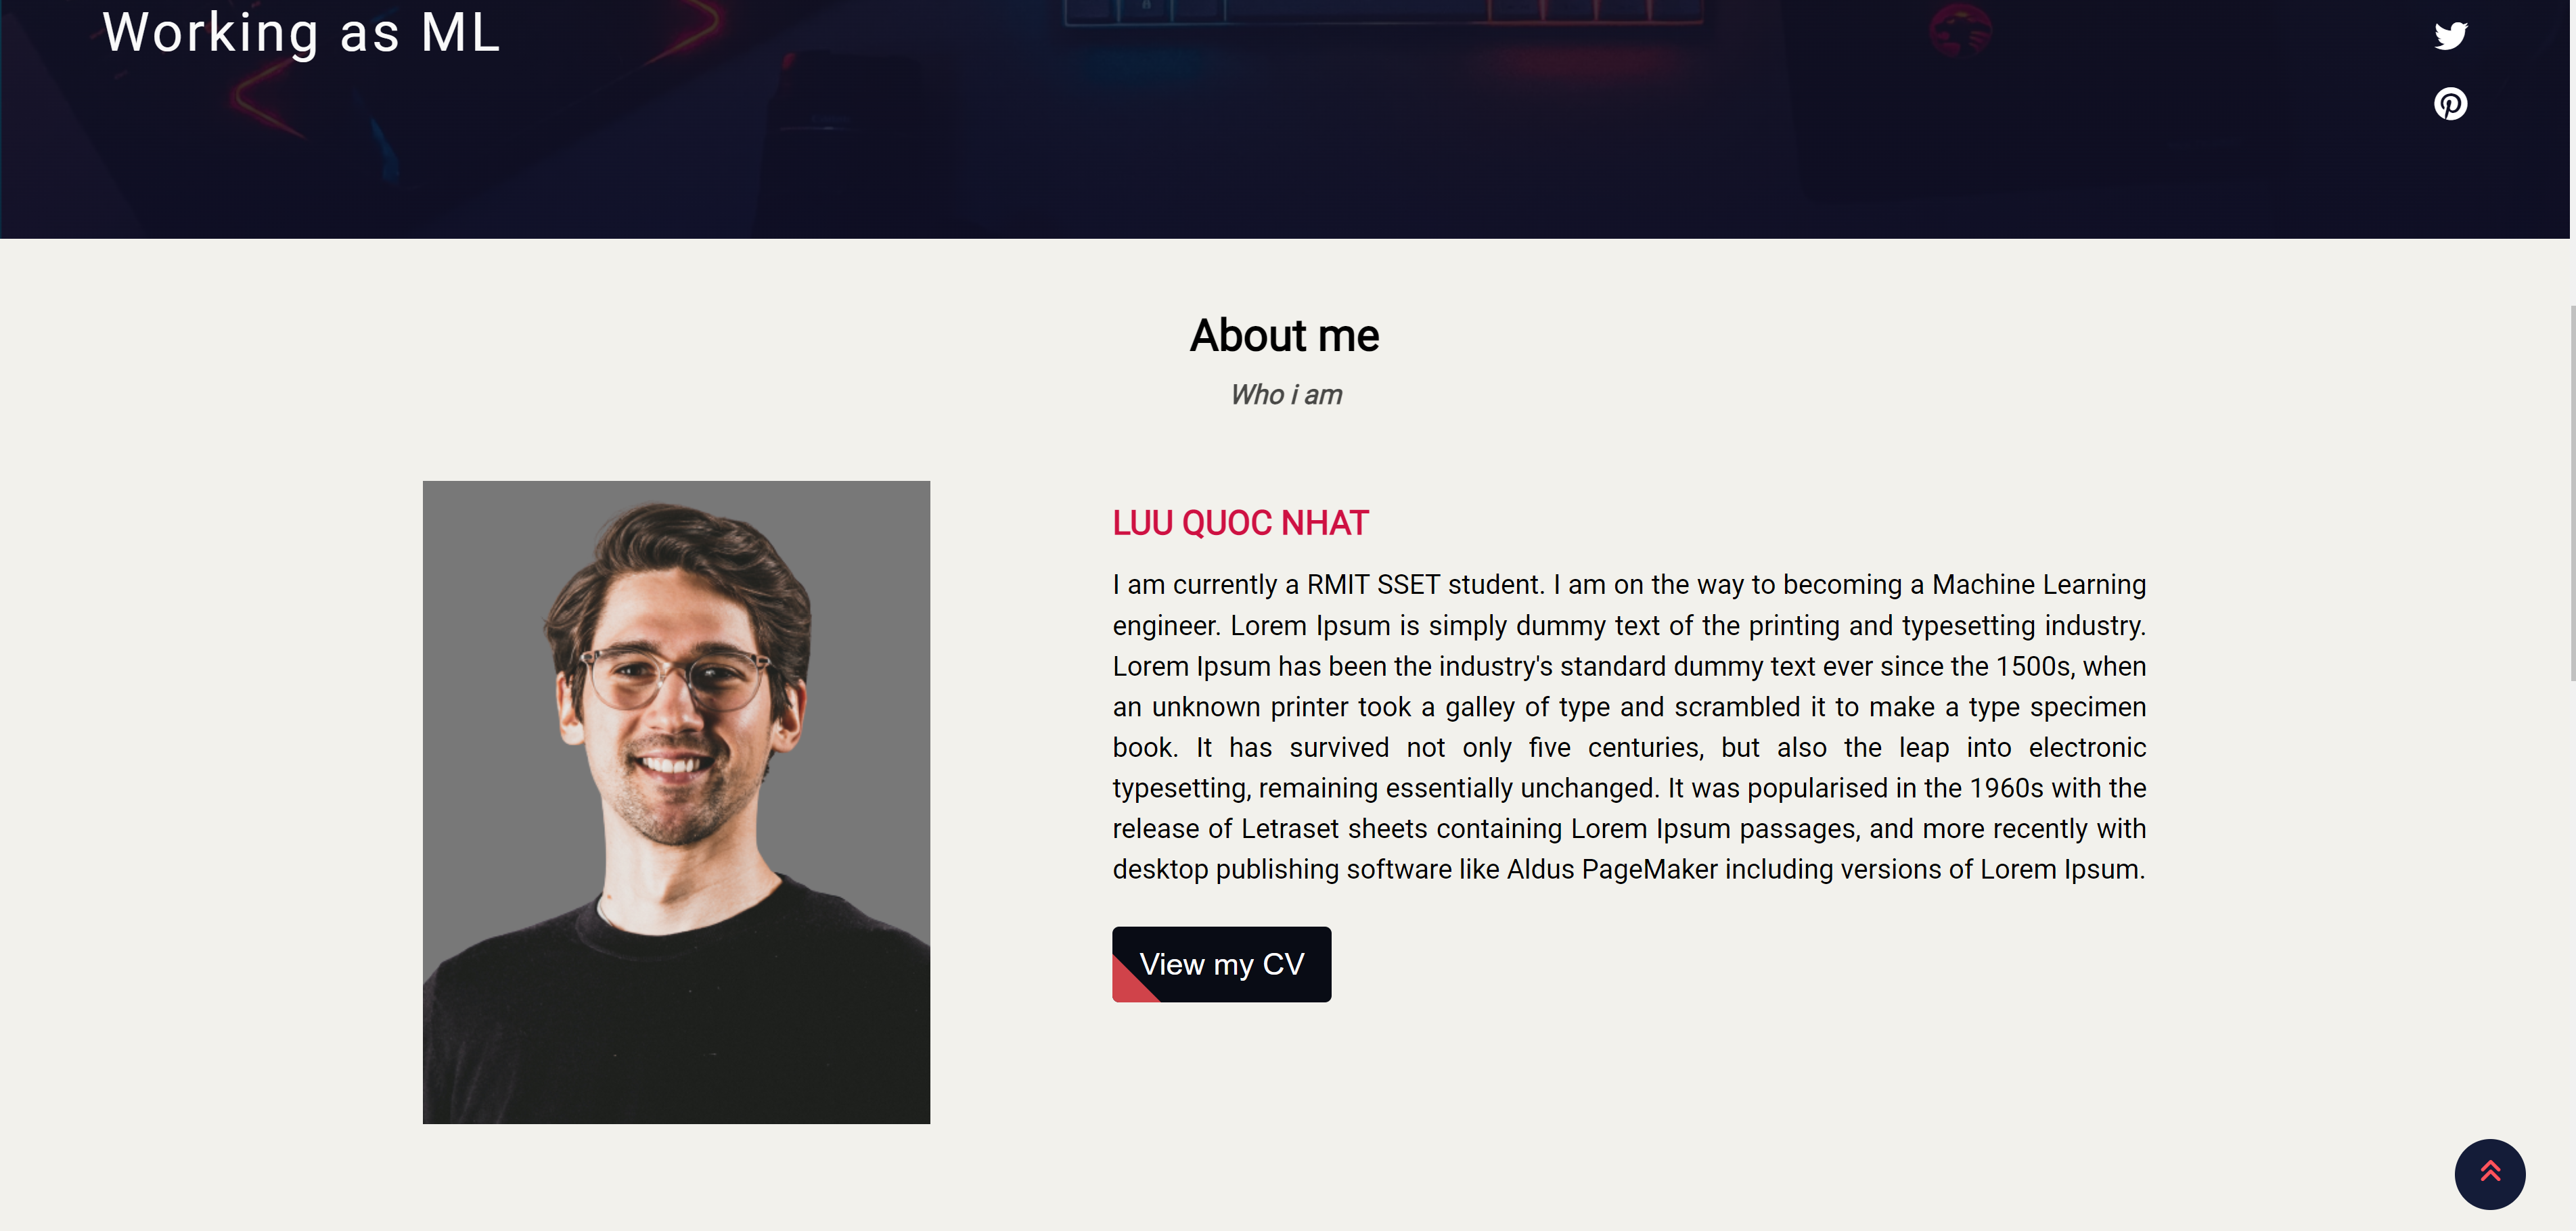 Working as ML
About me
Who i am
LUU QUOC NHAT
I am currently a RMIT SSET student. I am on the way to becoming a Machine Learning
engineer. Lorem Ipsum is simply dummy text of the printing and typesetting industry.
Lorem Ipsum has been the industry's standard dummy text ever since the 1500s, when
an unknown printer took a galley of type and scrambled it to make a type specimen
book. It has survived not only five centuries, but also the leap into electronic
typesetting, remaining essentially unchanged. It was popularised in the 1960s with the
release of Letraset sheets containing Lorem Ipsum passages, and more recently with
desktop publishing software like Aldus PageMaker including versions of Lorem Ipsum.
View my CV